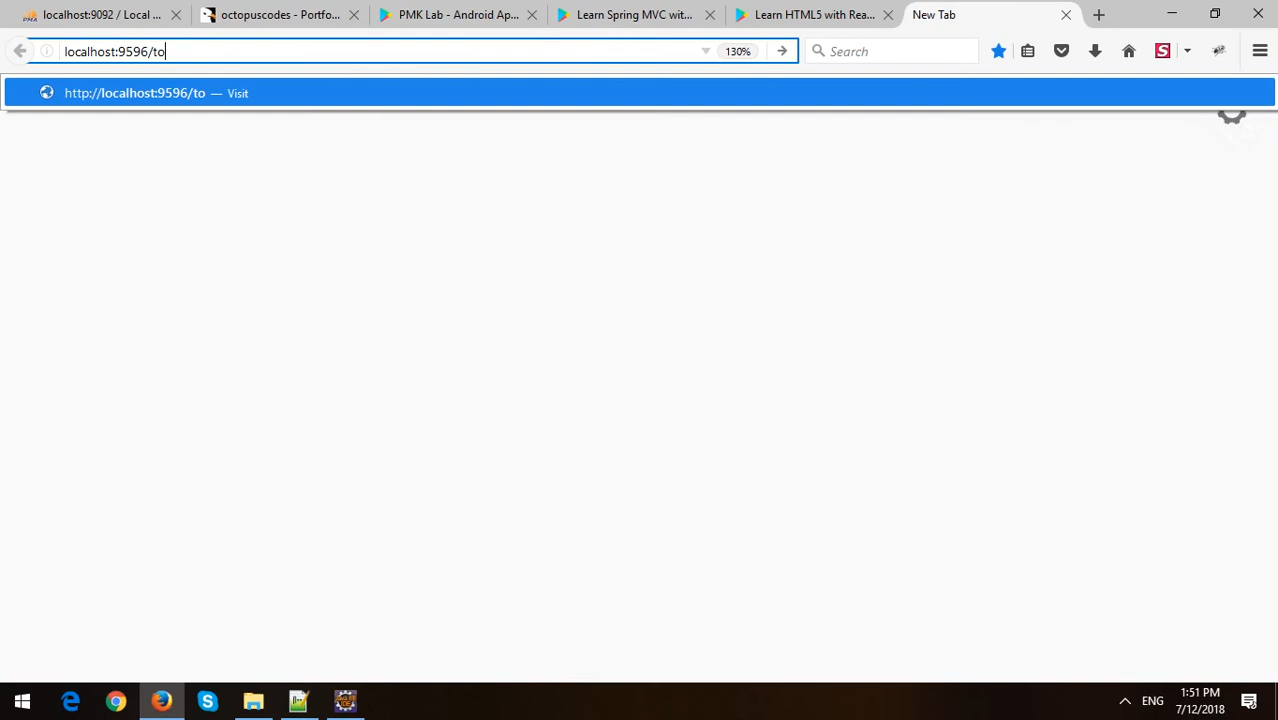 localhost:9092 / Local ... octopuscodes - Portfo... PMK Lab - Android Ap... Learn Spring MVC wit... Learn HTML5 with Rea... New Tab
localhost:9596/to 130% Search
http://localhost:9596/to — Visit
ENG 1:51 PM
7/12/2018